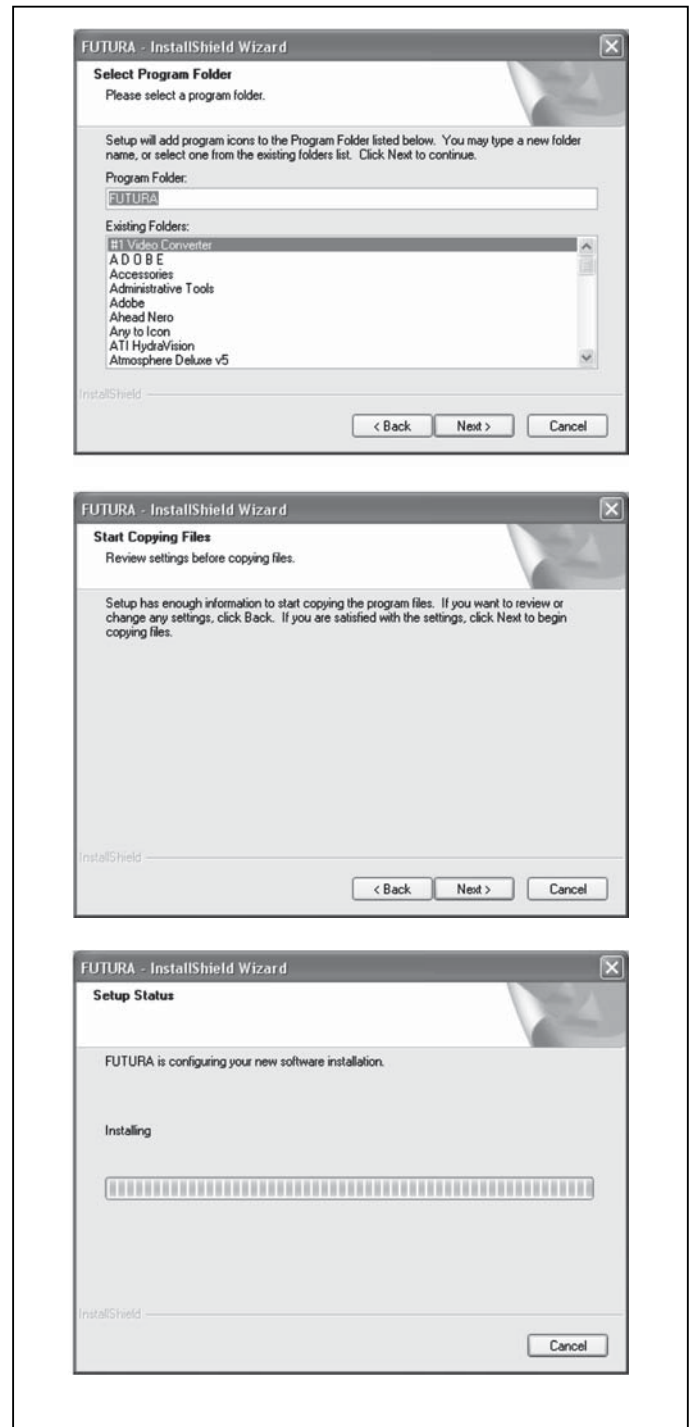 FUTURA - InstallShield Wizard
Select Program Folder
Please select a program folder.
Setup will add program icons to the Program Folder listed below. You may type a new folder
name, or select one from the existing folders list. Click Next to continue.
Program Folder:
FUTURA
Existing Folders:
#1 Video Converter
A D O B E
Accessories
Administrative Tools
Adobe
Ahead Nero
Any to Icon
ATI HydraVision
Atmosphere Deluxe v5
InstallShield
< Back Next > Cancel
FUTURA - InstallShield Wizard
Start Copying Files
Review settings before copying files.
Setup has enough information to start copying the program files. If you want to review or
change any settings, click Back. If you are satisfied with the settings, click Next to begin
copying files.
InstallShield
< Back Next > Cancel
FUTURA - InstallShield Wizard
Setup Status
FUTURA is configuring your new software installation.
Installing
InstallShield
Cancel